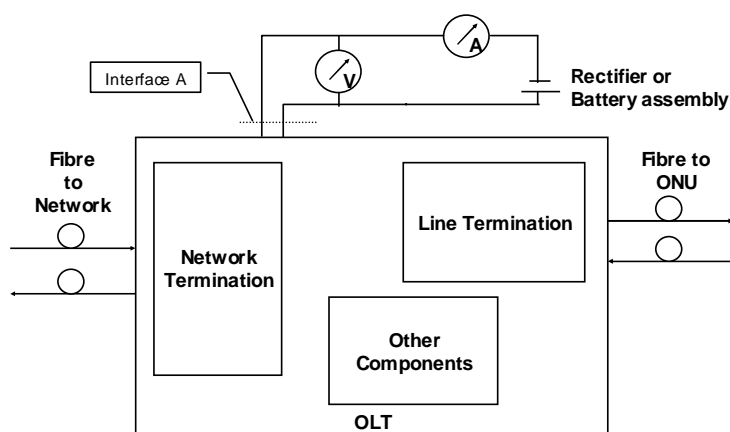 A
V
Interface A
Rectifier or
Battery assembly
Fibre
to
Network
Fibre to
ONU
Network
Termination
Line Termination
Other
Components
OLT